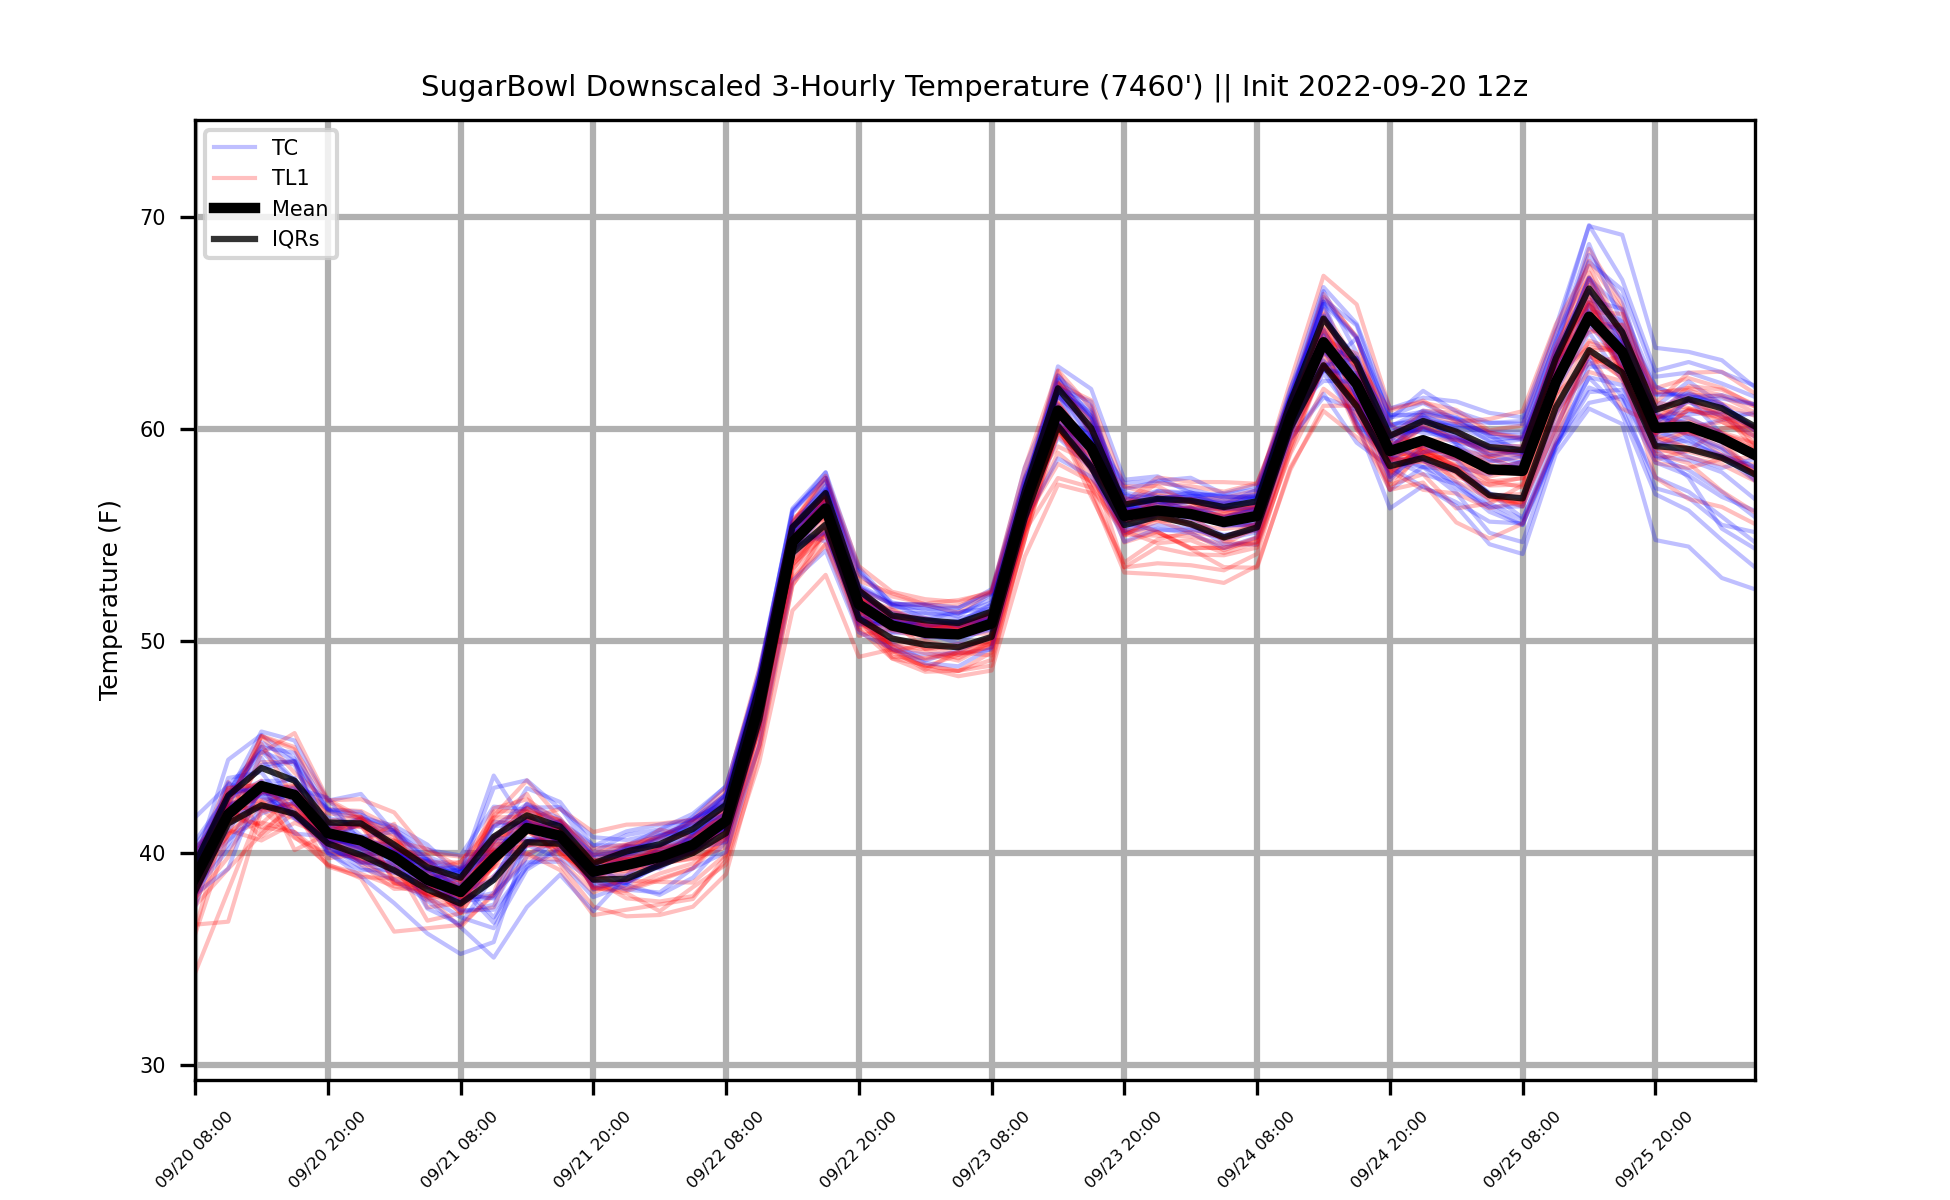 SugarBowl Downscaled 3-Hourly Temperature (7460') || Init 2022-09-20 12z
TC
TL1
Mean
IQRs
Temperature (F)
70
60
50
40
30
09/20 08:00
09/20 20:00
09/21 08:00
09/21 20:00
09/22 08:00
09/22 20:00
09/23 08:00
09/23 20:00
09/24 08:00
09/24 20:00
09/25 08:00
09/25 20:00